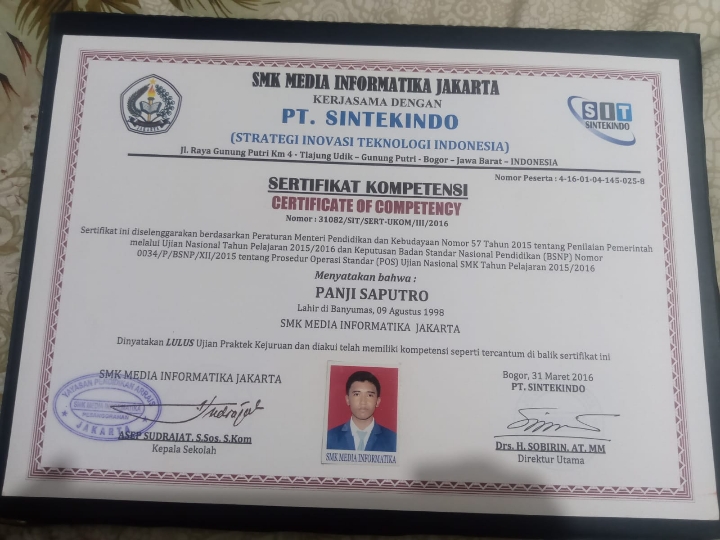 SMK MEDIA INFORMATIKA JAKARTA
KERJASAMA DENGAN
PT. SINTEKINDO
(STRATEGI INOVASI TEKNOLOGI INDONESIA)
Jl. Raya Gunung Putri Km 4 - Tlajung Udik - Gunung Putri - Bogor - Jawa Barat - INDONESIA
JAKARTA
SIT
SINTEKINDO
Nomor Peserta : 4-16-01-04-145-025-8
SERTIFIKAT KOMPETENSI
CERTIFICATE OF COMPETENCY
Nomor : 31082/SIT/SERT-UKOM/III/2016
Sertifikat ini diselenggarakan berdasarkan Peraturan Menteri Pendidikan dan Kebudayaan Nomor 57 Tahun 2015 tentang Penilaian Pemerintah
melalui Ujian Nasional Tahun Pelajaran 2015/2016 dan Keputusan Badan Standar Nasional Pendidikan (BSNP) Nomor
0034/P/BSNP/XII/2015 tentang Prosedur Operasi Standar (POS) Ujian Nasional SMK Tahun Pelajaran 2015/2016
Menyatakan bahwa :
PANJI SAPUTRO
Lahir di Banyumas, 09 Agustus 1998
SMK MEDIA INFORMATIKA JAKARTA
Dinyatakan LULUS Ujian Praktek Kejuruan dan diakui telah memiliki kompetensi seperti tercantum di balik sertifikat ini
SMK MEDIA INFORMATIKA JAKARTA
YAYASAN PENDIDIKAN
SMK MEDIA INFORMATIKA
JAKARTA
ASEP SUDRAJAT, S.Sos, S.Kom
Kepala Sekolah
SMK MEDIA INFORMATIKA
Bogor, 31 Maret 2016
PT. SINTEKINDO
Drs. H. SOBIRIN, AT. MM
Direktur Utama